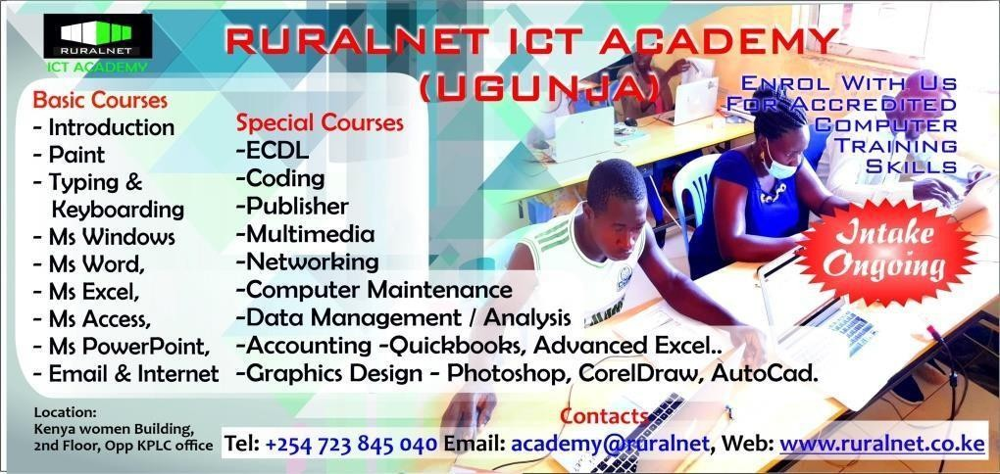 RURALNET
ICT ACADEMY
RURALNET ICT ACADEMY
(UGUNJA)
Enrol With Us
For Accredited
Computer
Training
Skills
Intake
Ongoing
Basic Courses
- Introduction
- Paint
- Typing &
Keyboarding
- Ms Windows
- Ms Word,
- Ms Excel,
- Ms Access,
- Ms PowerPoint,
- Email & Internet
Special Courses
-ECDL
-Coding
-Publisher
-Multimedia
-Networking
-Computer Maintenance
-Data Management / Analysis
-Accounting -Quickbooks, Advanced Excel..
-Graphics Design - Photoshop, CorelDraw, AutoCad.
Location:
Kenya women Building,
2nd Floor, Opp KPLC office
Contacts
Tel: +254 723 845 040 Email: academy@ruralnet, Web: www.ruralnet.co.ke